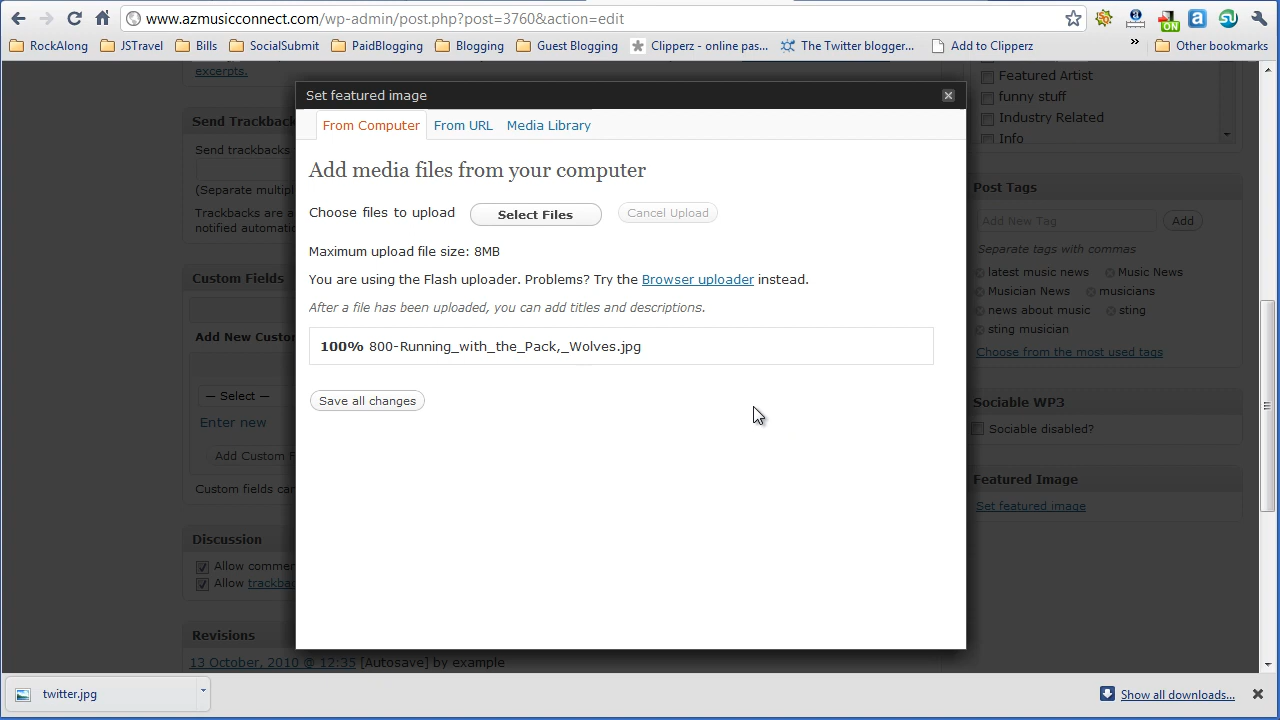 www.azmusicconnect.com/wp-admin/post.php?post=3760&action=edit
RockAlong JSTravel Bills SocialSubmit PaidBlogging Blogging Guest Blogging Clipperz - online pas... The Twitter blogger... Add to Clipperz » Other bookmarks
ON
excerpts.
Set featured image
Featured Artist
funny stuff
Industry Related
Info
Send Trackback
From Computer From URL Media Library
Send trackbacks
(Separate multipl
Trackbacks are a
notified automatic
Add media files from your computer
Choose files to upload Select Files Cancel Upload
Maximum upload file size: 8MB
You are using the Flash uploader. Problems? Try the Browser uploader instead.
After a file has been uploaded, you can add titles and descriptions.
100% 800-Running_with_the_Pack,_Wolves.jpg
Save all changes
Post Tags
Add New Tag Add
Separate tags with commas
latest music news Music News
Musician News musicians
news about music sting
sting musician
Choose from the most used tags
Custom Fields
Add New Custo
— Select —
Enter new
Add Custom F
Custom fields can
Sociable WP3
Sociable disabled?
Featured Image
Set featured image
Discussion
Allow commer
Allow trackbac
Revisions
13 October, 2010 @ 12:35 [Autosave] by example
twitter.jpg
Show all downloads...